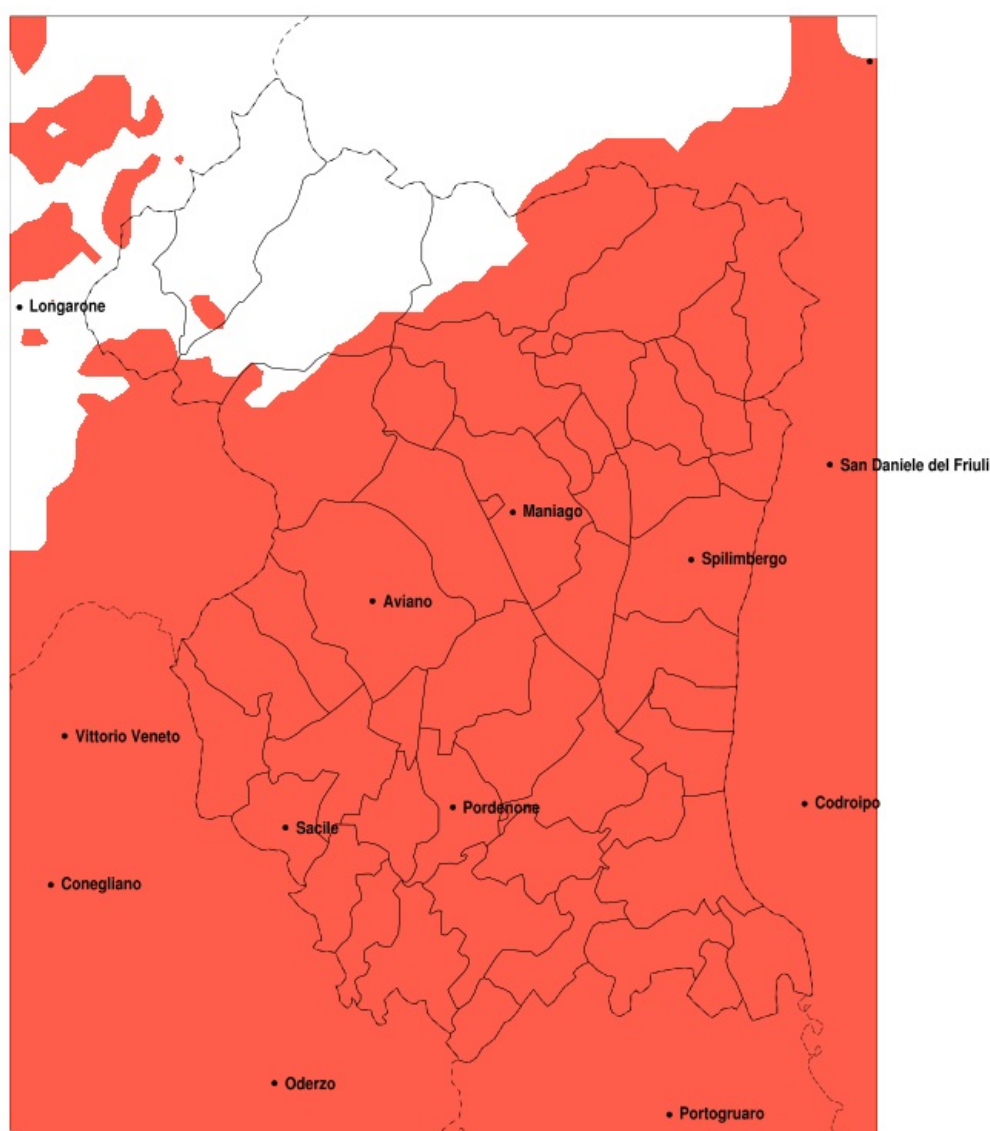 Longarone
San Daniele del Friuli
Maniago
Spilimbergo
Aviano
Vittorio Veneto
Codroipo
Pordenone
Sacile
Conegliano
Oderzo
Portogruaro